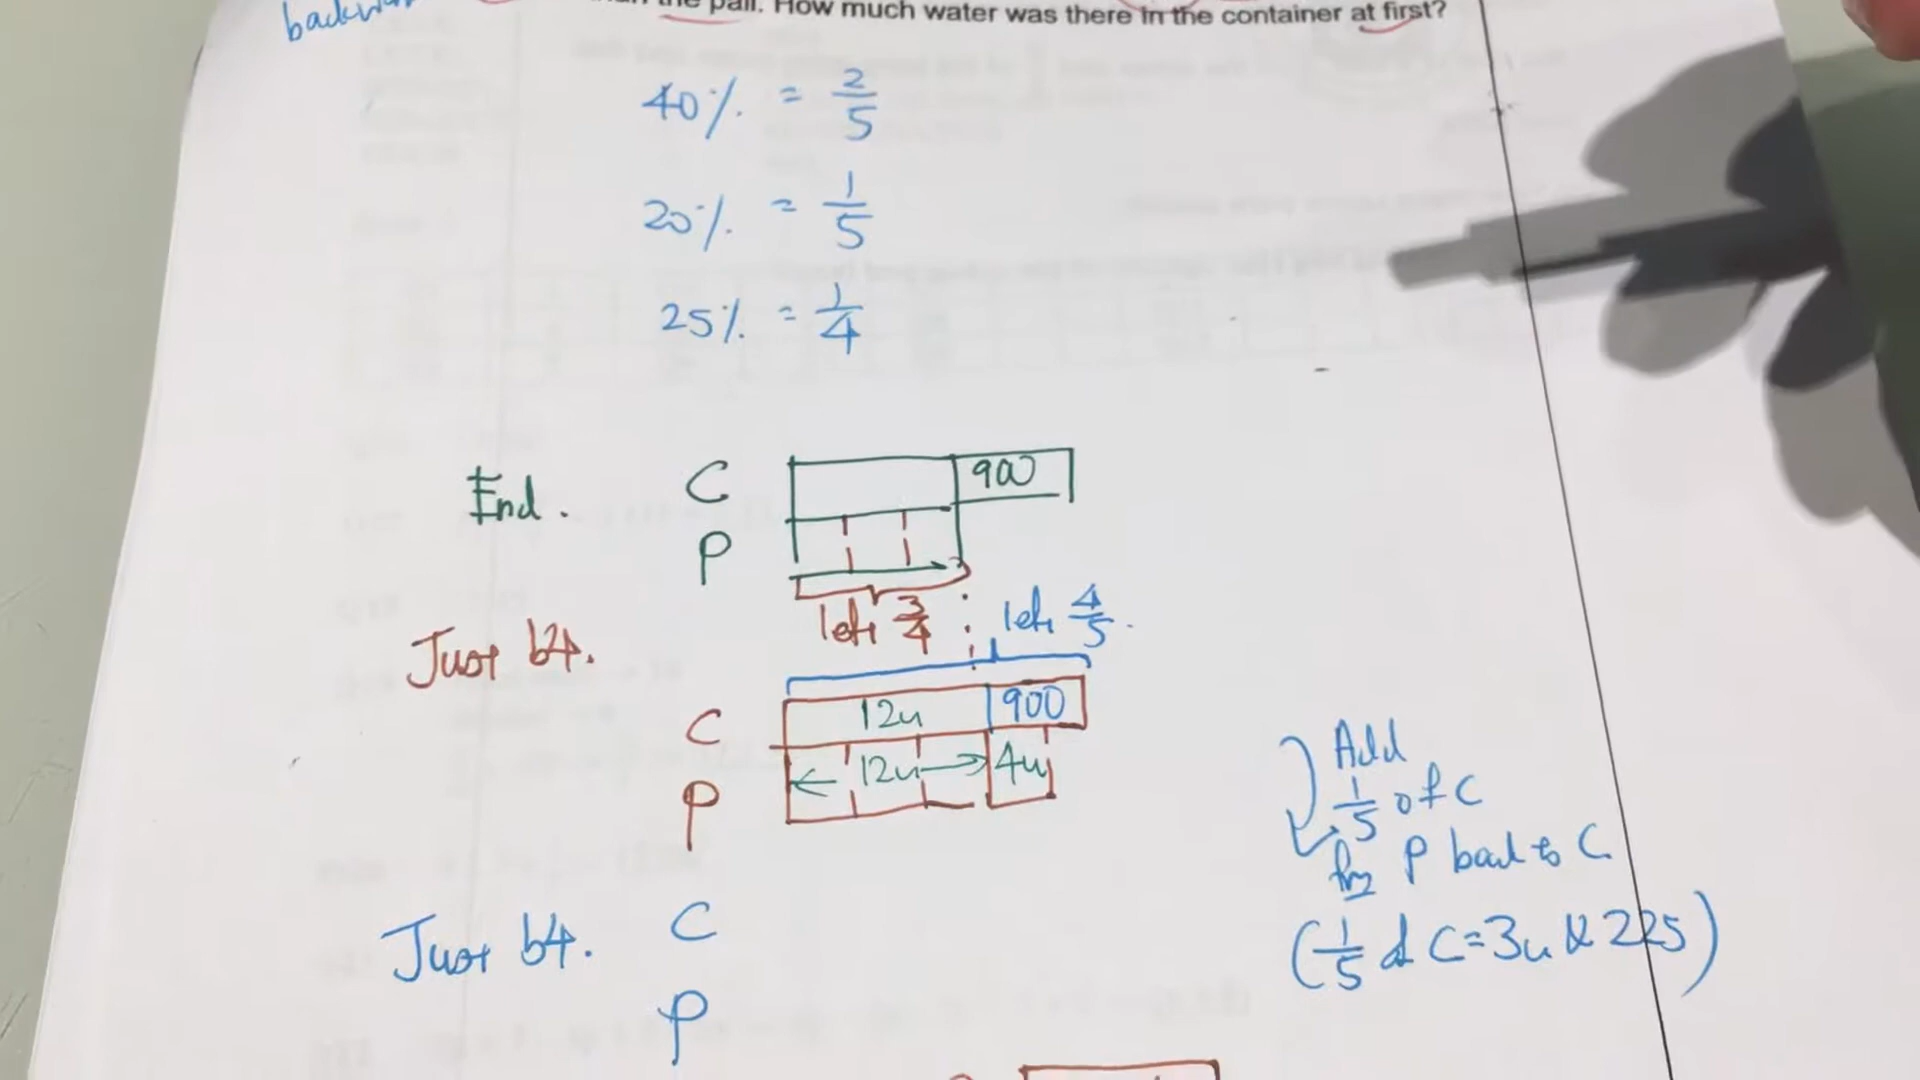 the pail. How much water was there in the container at first?
40% = 2/5
20% = 1/5
25% = 1/4
End. C 900
P
left 3/4 left 4/5.
Just b4.
C 12u 900
P 12u 4u
Add
1/5 of C
P back to C.
Just b4. C
(1/5 of C=3u & 225)
P